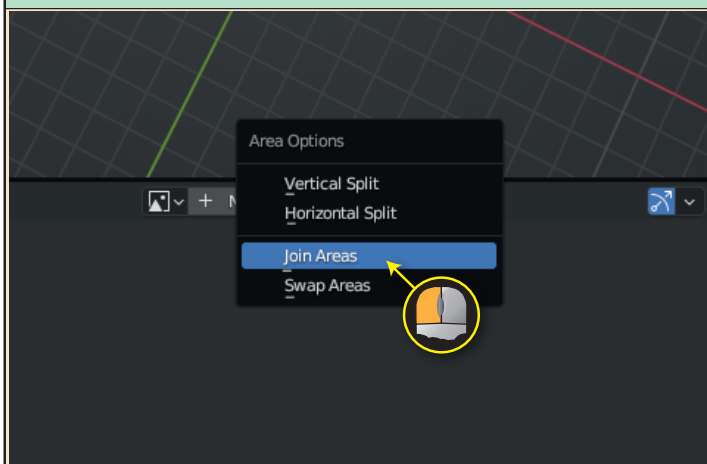 Area Options
Vertical Split
Horizontal Split
Join Areas
Swap Areas